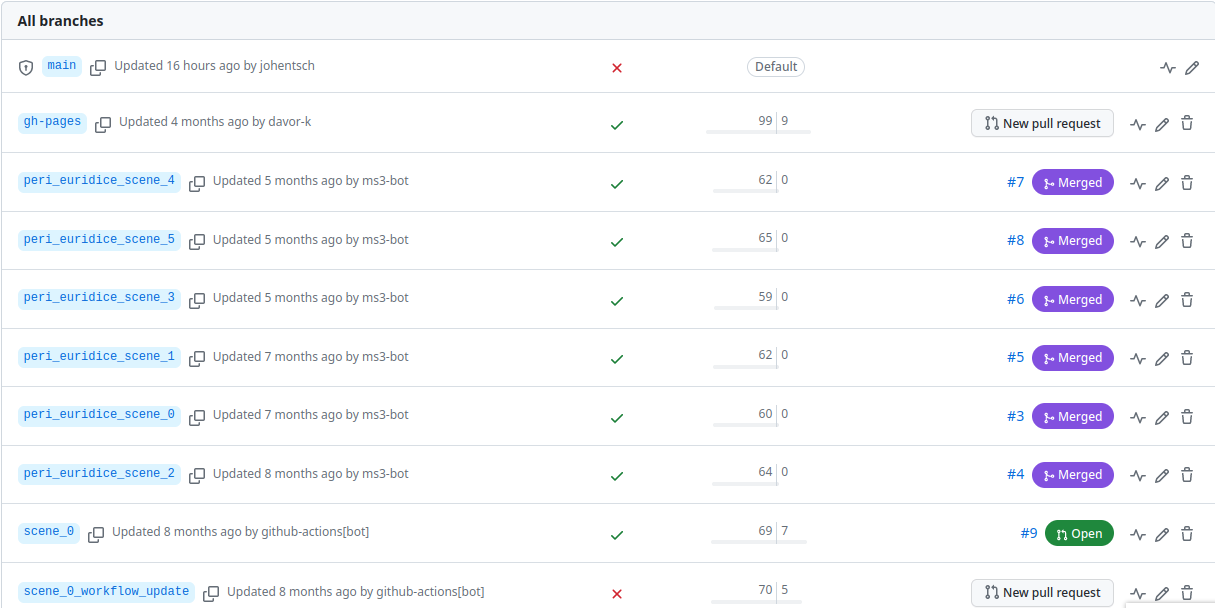 All branches
main Updated 16 hours ago by johentsch Default
gh-pages Updated 4 months ago by davor-k 99 9 New pull request
peri_euridice_scene_4 Updated 5 months ago by ms3-bot 62 0 #7 Merged
peri_euridice_scene_5 Updated 5 months ago by ms3-bot 65 0 #8 Merged
peri_euridice_scene_3 Updated 5 months ago by ms3-bot 59 0 #6 Merged
peri_euridice_scene_1 Updated 7 months ago by ms3-bot 62 0 #5 Merged
peri_euridice_scene_0 Updated 7 months ago by ms3-bot 60 0 #3 Merged
peri_euridice_scene_2 Updated 8 months ago by ms3-bot 64 0 #4 Merged
scene_0 Updated 8 months ago by github-actions[bot] 69 7 #9 Open
scene_0_workflow_update Updated 8 months ago by github-actions[bot] 70 5 New pull request